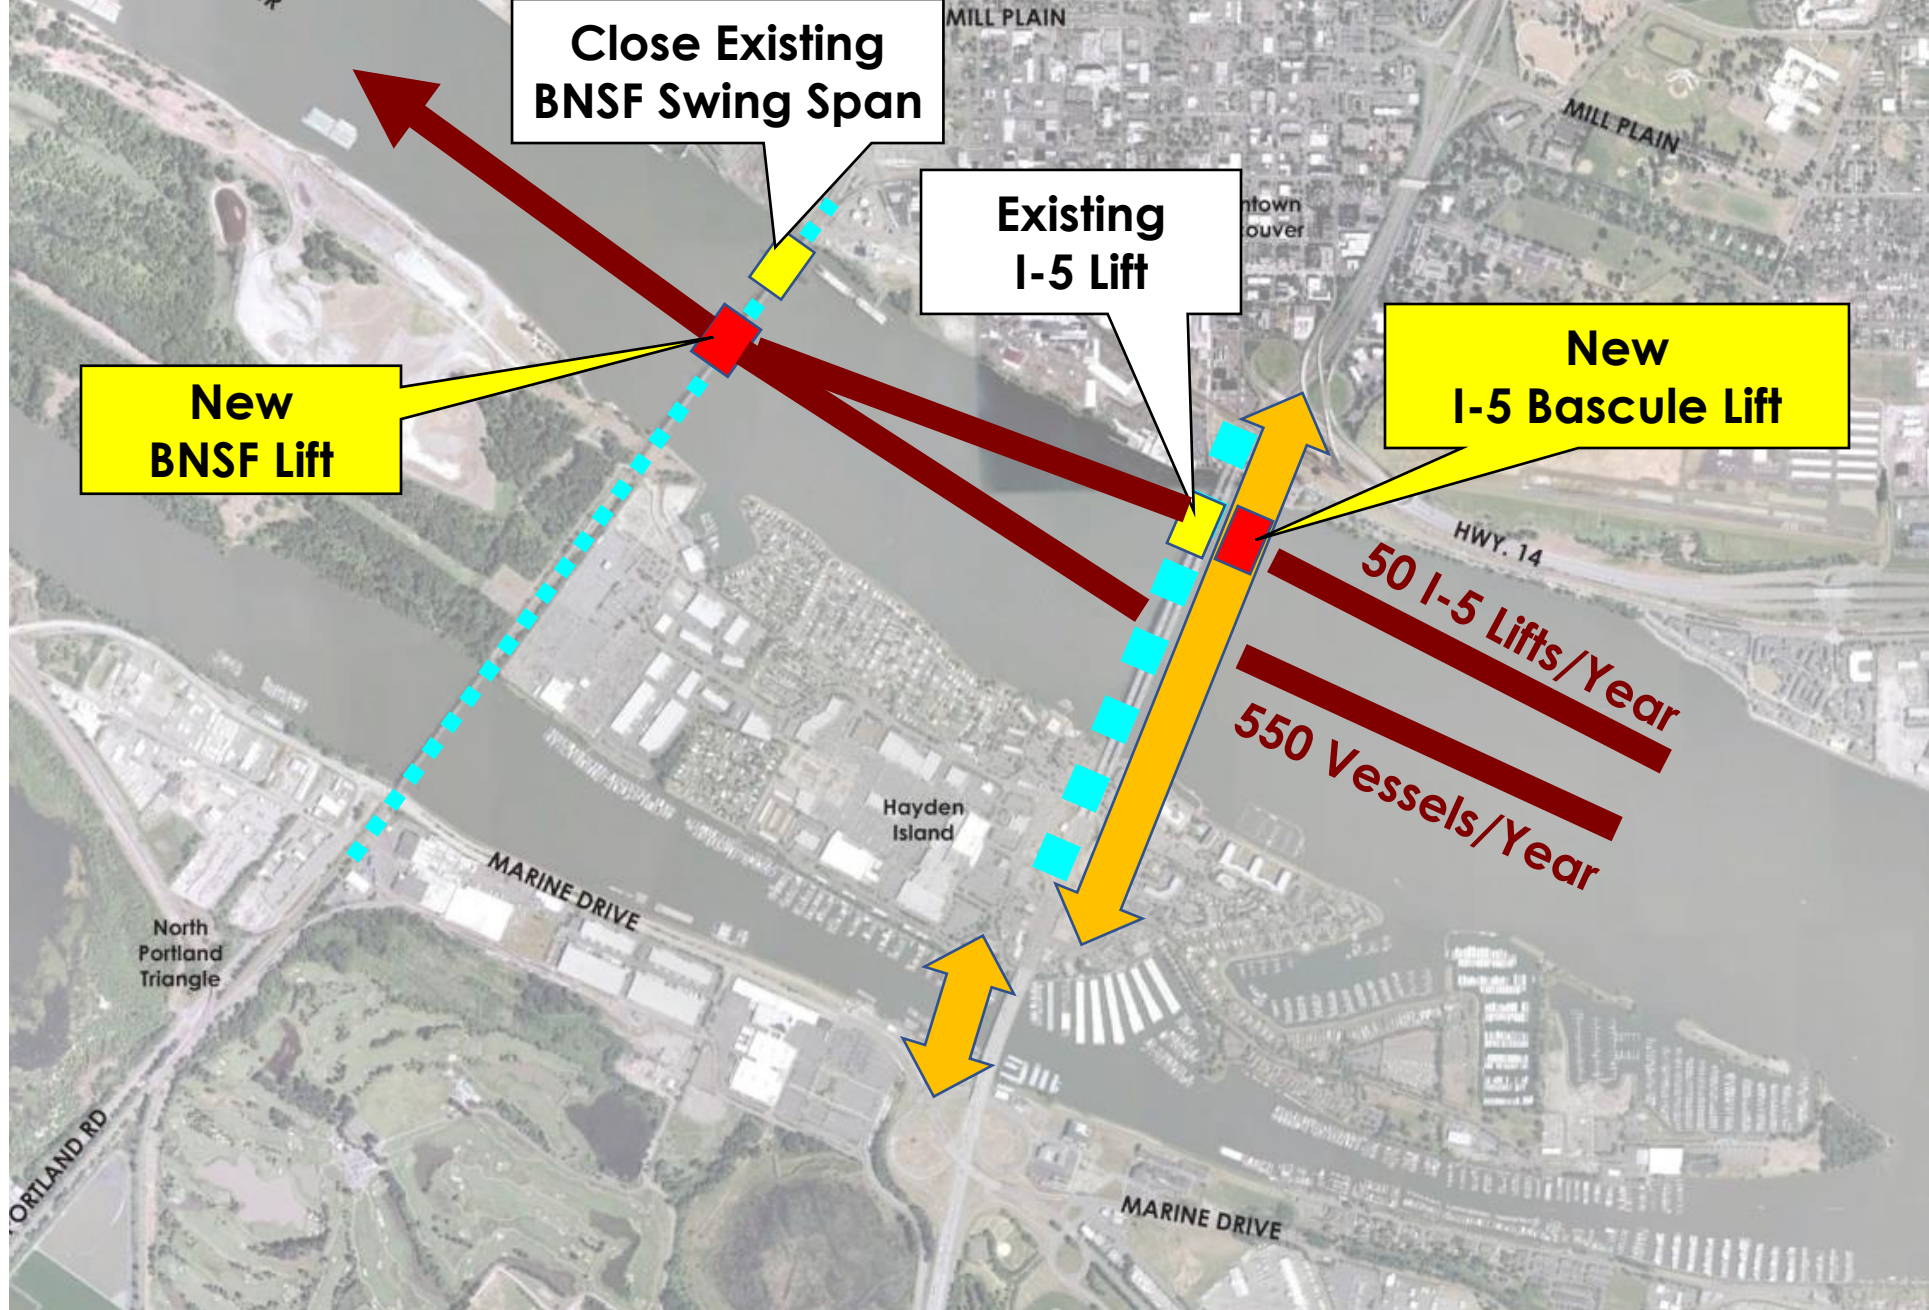 MILL PLAIN
Close Existing
BNSF Swing Span
MILL PLAIN
Existing
I-5 Lift
New
I-5 Bascule Lift
New
BNSF Lift
HWY. 14
50 I-5 Lifts/Year
550 Vessels/Year
Hayden
Island
MARINE DRIVE
North
Portland
Triangle
MARINE DRIVE